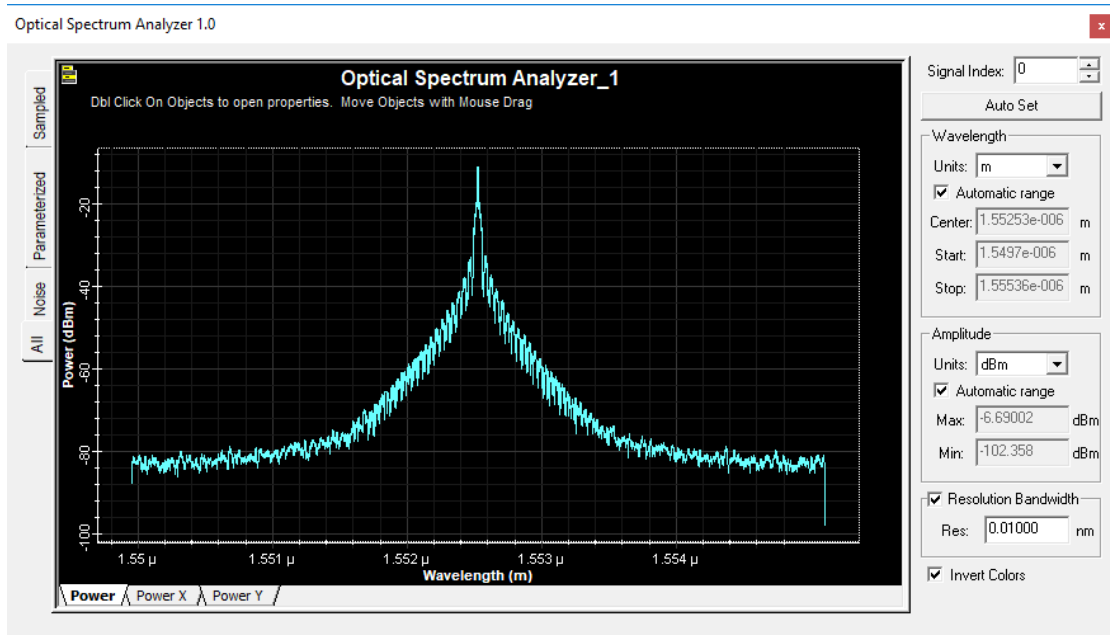 Optical Spectrum Analyzer 1.0
x
Sampled
Parameterized
Noise
All
Optical Spectrum Analyzer_1
Dbl Click On Objects to open properties. Move Objects with Mouse Drag
Power (dBm)
-20
-40
-60
-80
-100
1.55 µ
1.551 µ
1.552 µ
1.553 µ
1.554 µ
Wavelength (m)
Power
Power X
Power Y
Signal Index: 0
Auto Set
Wavelength
Units: m
Automatic range
Center: 1.55253e-006 m
Start: 1.5497e-006 m
Stop: 1.55536e-006 m
Amplitude
Units: dBm
Automatic range
Max: -6.69002 dBm
Min: -102.358 dBm
Resolution Bandwidth
Res: 0.01000 nm
Invert Colors